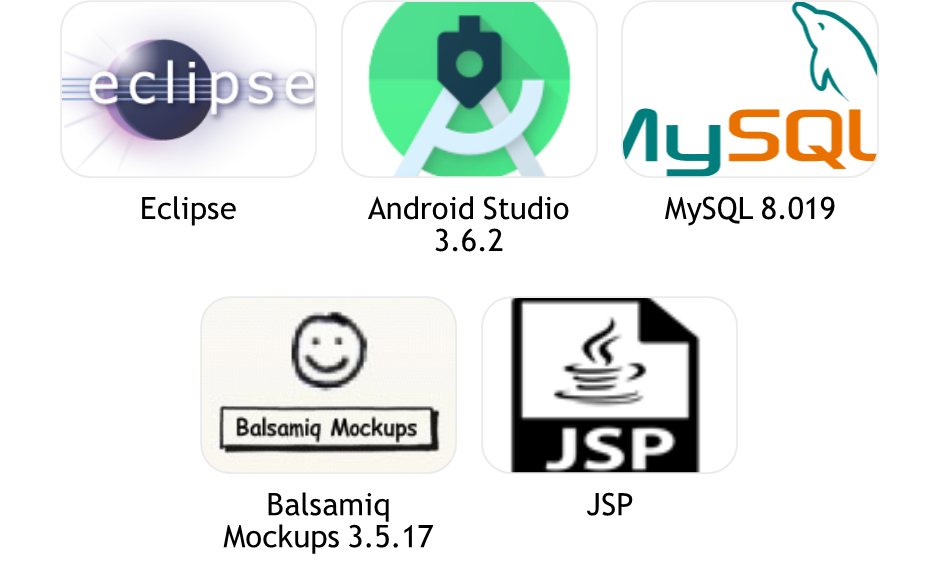 eclipse
MySQL
Eclipse
Android Studio
3.6.2
MySQL 8.019
Balsamiq Mockups
JSP
Balsamiq
Mockups 3.5.17
JSP